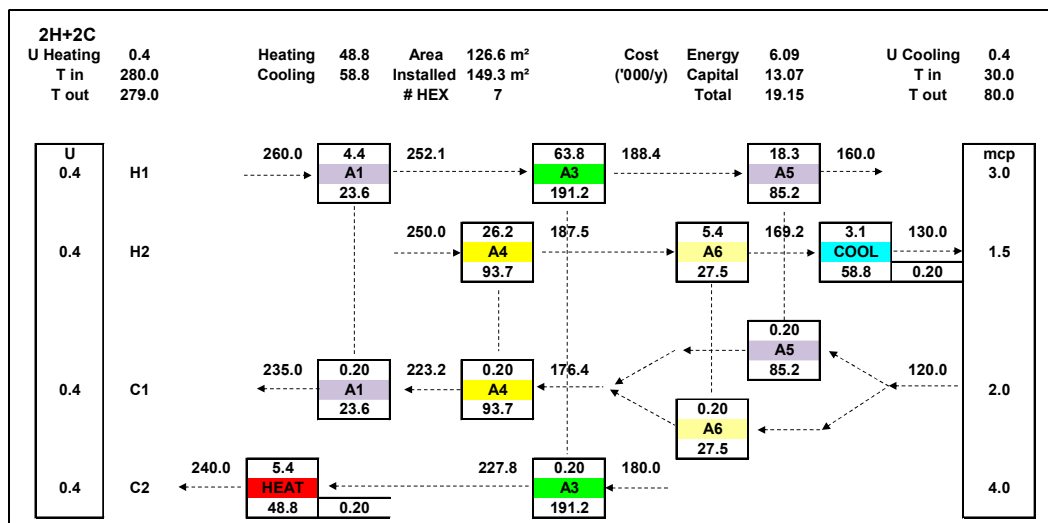 2H+2C
U Heating 0.4 Heating 48.8 Area 126.6 m² Cost Energy 6.09 U Cooling 0.4
T in 280.0 Cooling 58.8 Installed 149.3 m² ('000/y) Capital 13.07 T in 30.0
T out 279.0 # HEX 7 Total 19.15 T out 80.0
U 260.0 4.4 252.1 63.8 188.4 18.3 160.0 mcp
0.4 H1 A1 A3 A5 3.0
23.6 191.2 85.2
250.0 26.2 187.5 5.4 169.2 3.1 130.0
0.4 H2 A4 A6 COOL 1.5
93.7 27.5 58.8 0.20
0.20
A5
85.2
235.0 0.20 223.2 0.20 176.4 120.0
0.4 C1 A1 A4 2.0
23.6 93.7
0.20
A6
27.5
240.0 5.4 227.8 0.20 180.0
0.4 C2 HEAT A3 4.0
48.8 0.20 191.2